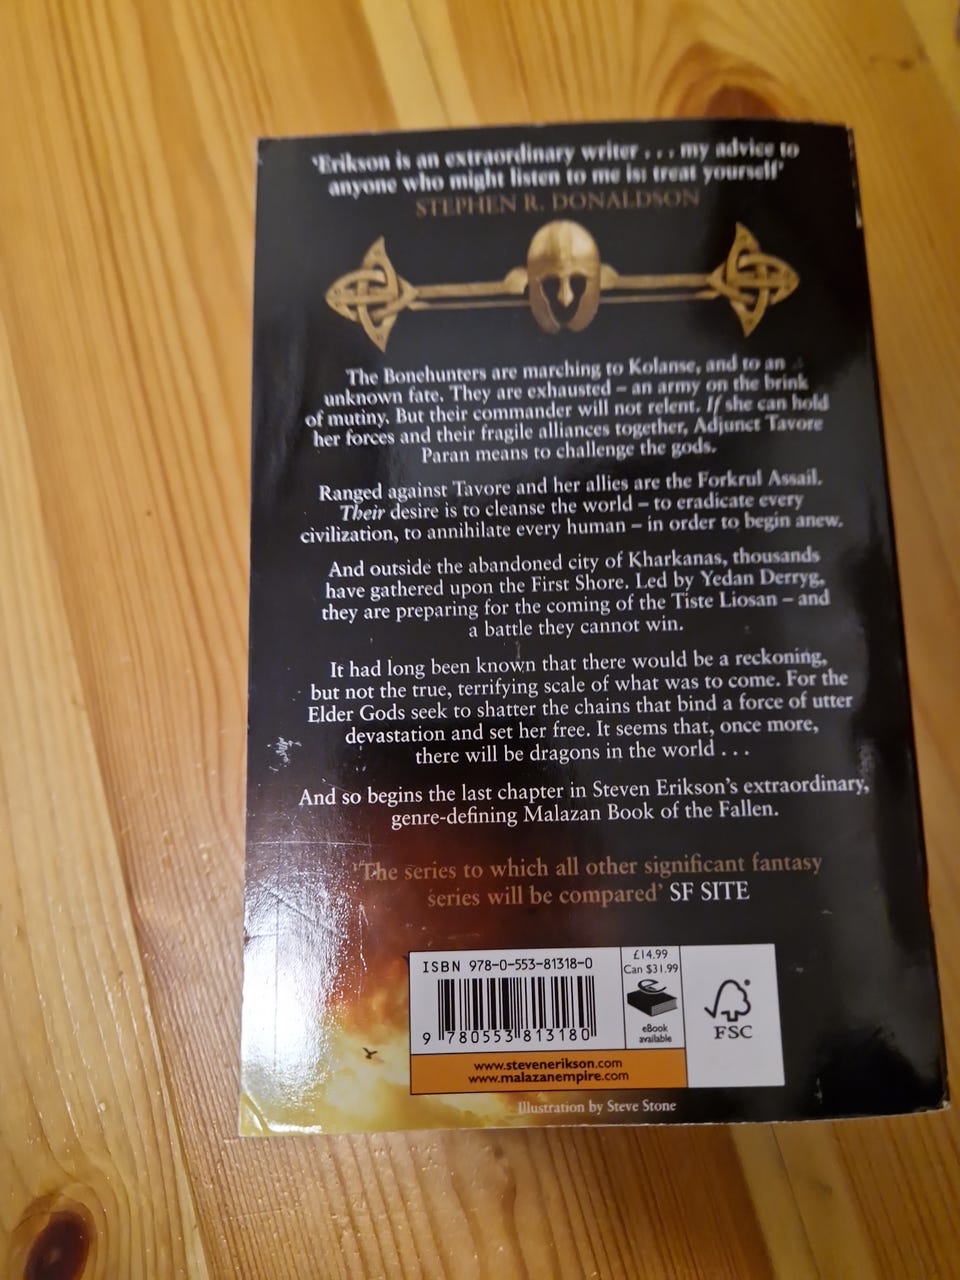 'Erikson is an extraordinary writer . . . my advice to
anyone who might listen to me is: treat yourself'
STEPHEN R. DONALDSON
The Bonehunters are marching to Kolanse, and to an
unknown fate. They are exhausted – an army on the brink
of mutiny. But their commander will not relent. If she can hold
her forces and their fragile alliances together, Adjunct Tavore
Paran means to challenge the gods.
Ranged against Tavore and her allies are the Forkrul Assail.
Their desire is to cleanse the world – to eradicate every
civilization, to annihilate every human – in order to begin anew.
And outside the abandoned city of Kharkanas, thousands
have gathered upon the First Shore. Led by Yedan Derryg,
they are preparing for the coming of the Tiste Liosan – and
a battle they cannot win.
It had long been known that there would be a reckoning,
but not the true, terrifying scale of what was to come. For the
Elder Gods seek to shatter the chains that bind a force of utter
devastation and set her free. It seems that, once more,
there will be dragons in the world . . .
And so begins the last chapter in Steven Erikson's extraordinary,
genre-defining Malazan Book of the Fallen.
'The series to which all other significant fantasy
series will be compared' SF SITE
ISBN 978-0-553-81318-0
9 780553 813180
£14.99
Can $31.99
e
eBook
available
FSC
www.stevenerikson.com
www.malazanempire.com
Illustration by Steve Stone